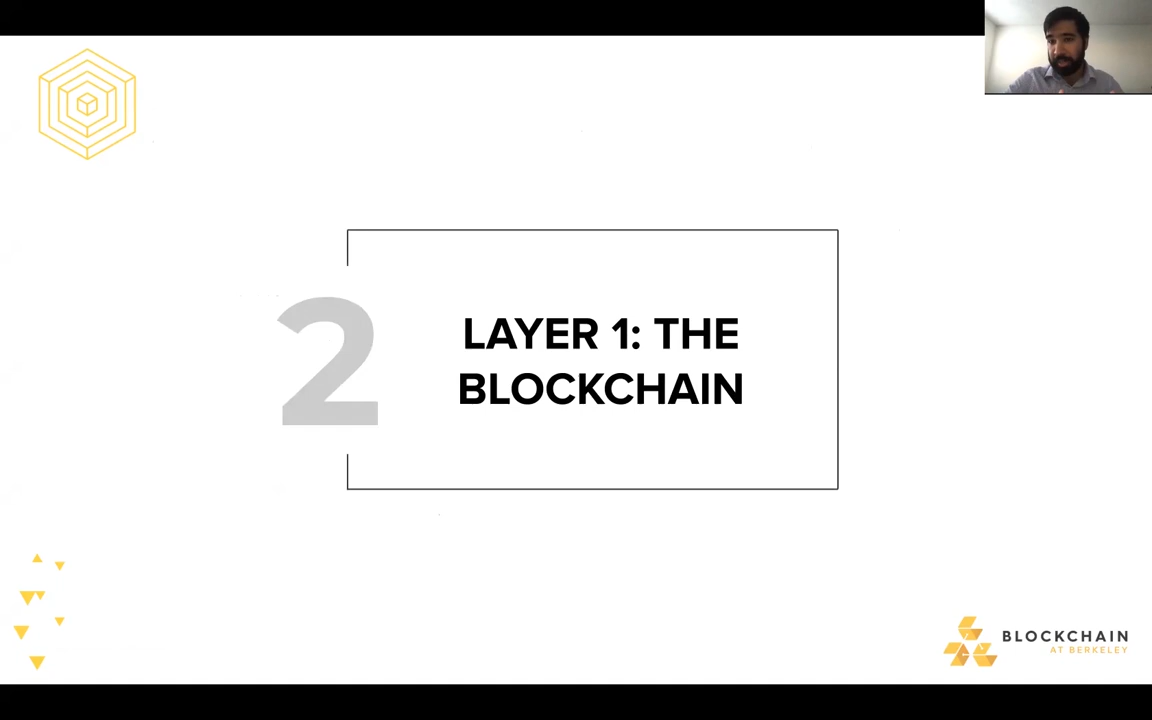 2
LAYER 1: THE
BLOCKCHAIN
BLOCKCHAIN
AT BERKELEY